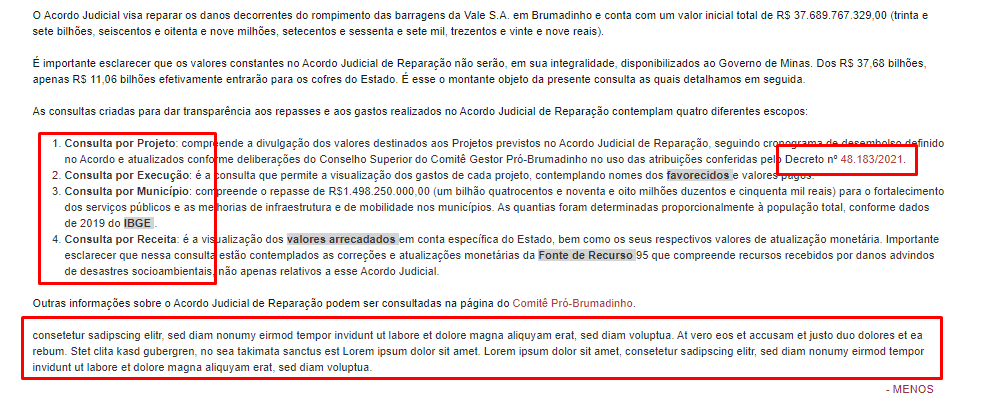 O Acordo Judicial visa reparar os danos decorrentes do rompimento das barragens da Vale S.A. em Brumadinho e conta com um valor inicial total de R$ 37.689.767.329,00 (trinta e
sete bilhões, seiscentos e oitenta e nove milhões, setecentos e sessenta e sete mil, trezentos e vinte e nove reais).
É importante esclarecer que os valores constantes no Acordo Judicial de Reparação não serão, em sua integralidade, disponibilizados ao Governo de Minas. Dos R$ 37,68 bilhões,
apenas R$ 11,06 bilhões efetivamente entrarão para os cofres do Estado. É esse o montante objeto da presente consulta as quais detalhamos em seguida.
As consultas criadas para dar transparência aos repasses e aos gastos realizados no Acordo Judicial de Reparação contemplam quatro diferentes escopos:
1. Consulta por Projeto: compreende a divulgação dos valores destinados aos Projetos previstos no Acordo Judicial de Reparação, seguindo cronograma de desembolso definido
no Acordo e atualizados conforme deliberações do Conselho Superior do Comitê Gestor Pró-Brumadinho no uso das atribuições conferidas pelo Decreto nº 48.183/2021.
2. Consulta por Execução: é a consulta que permite a visualização dos gastos de cada projeto, contemplando nomes dos favorecidos e valores pagos.
3. Consulta por Município: compreende o repasse de R$1.498.250.000,00 (um bilhão quatrocentos e noventa e oito milhões duzentos e cinquenta mil reais) para o fortalecimento
dos serviços públicos e as melhorias de infraestrutura e de mobilidade nos municípios. As quantias foram determinadas proporcionalmente à população total, conforme dados
de 2019 do IBGE .
4. Consulta por Receita: é a visualização dos valores arrecadados em conta específica do Estado, bem como os seus respectivos valores de atualização monetária. Importante
esclarecer que nessa consulta estão contemplados as correções e atualizações monetárias da Fonte de Recurso 95 que compreende recursos recebidos por danos advindos
de desastres socioambientais, não apenas relativos a esse Acordo Judicial.
Outras informações sobre o Acordo Judicial de Reparação podem ser consultadas na página do Comitê Pró-Brumadinho.
consetetur sadipscing elitr, sed diam nonumy eirmod tempor invidunt ut labore et dolore magna aliquyam erat, sed diam voluptua. At vero eos et accusam et justo duo dolores et ea
rebum. Stet clita kasd gubergren, no sea takimata sanctus est Lorem ipsum dolor sit amet. Lorem ipsum dolor sit amet, consetetur sadipscing elitr, sed diam nonumy eirmod tempor
invidunt ut labore et dolore magna aliquyam erat, sed diam voluptua.
- MENOS